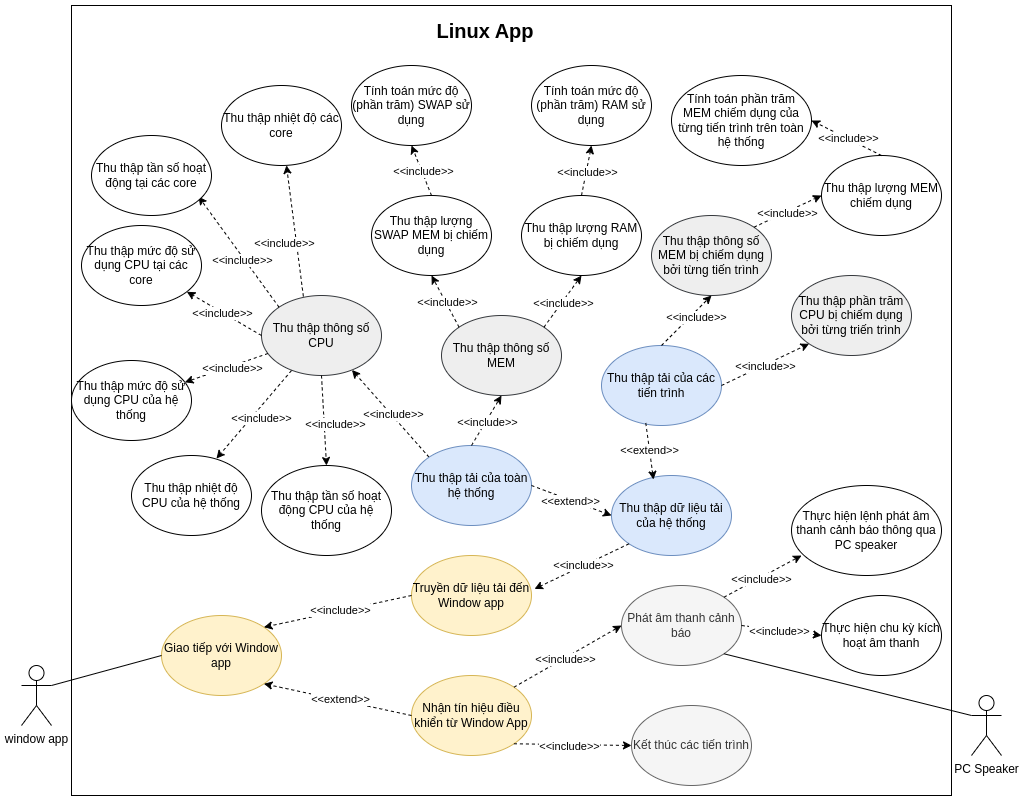 Linux App
Tính toán mức độ
(phần trăm) SWAP sử
dụng
Tính toán mức độ
(phần trăm) RAM sử
dụng
Tính toán phần trăm
MEM chiếm dụng của
từng tiến trình trên toàn
hệ thống
Thu thập nhiệt độ các
core
<<include>>
Thu thập tần số hoạt
động tại các core
<<include>>
<<include>>
Thu thập lượng MEM
chiếm dụng
Thu thập lượng
SWAP MEM bị chiếm
dụng
Thu thập lượng RAM
bị chiếm dụng
<<include>>
Thu thập thông số
MEM bị chiếm dụng
bởi từng tiến trình
Thu thập mức độ sử
dụng CPU tại các
core
<<include>>
<<include>>
<<include>>
<<include>>
<<include>>
<<include>>
Thu thập phần trăm
CPU bị chiếm dụng
bởi từng triến trình
Thu thập thông số
CPU
Thu thập thông số
MEM
<<include>>
<<include>>
Thu thập tải của các
tiến trình
Thu thập mức độ sử
dụng CPU của hệ
thống
<<include>>
<<include>>
<<include>>
<<include>>
<<extend>>
Thu thập nhiệt độ
CPU của hệ thống
Thu thập tần số hoạt
động CPU của hệ
thống
Thu thập tải của toàn
hệ thống
<<extend>>
Thu thập dữ liệu tải
của hệ thống
Thực hiện lệnh phát âm
thanh cảnh báo thông qua
PC speaker
<<include>>
<<include>>
Truyền dữ liệu tải đến
Window app
<<include>>
Phát âm thanh cảnh
báo
<<include>>
Thực hiện chu kỳ kích
hoạt âm thanh
Giao tiếp với Window
app
<<include>>
<<extend>>
Nhận tín hiệu điều
khiển từ Window App
<<include>>
Kết thúc các tiến trình
window app
PC Speaker